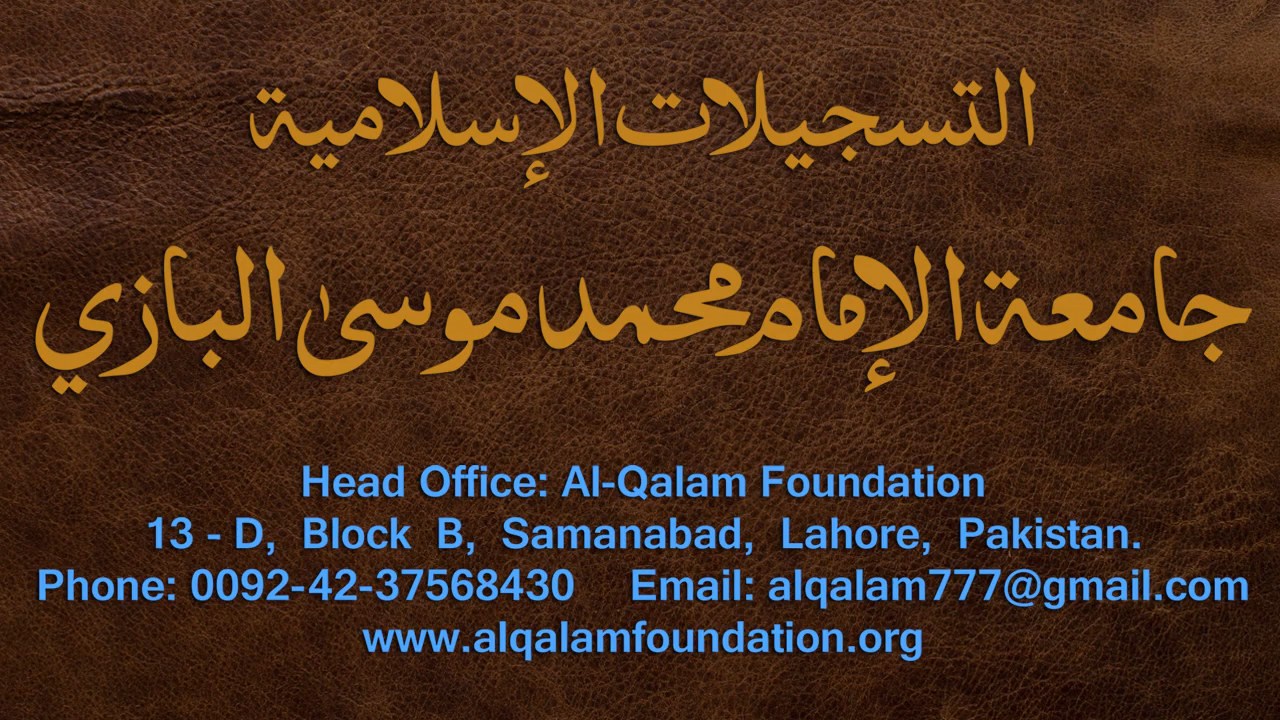 التسجيلات الإسلامية
جامعة الإمام محمد موسىٰ البازي
Head Office: Al-Qalam Foundation
13 - D, Block B, Samanabad, Lahore, Pakistan.
Phone: 0092-42-37568430 Email: alqalam777@gmail.com
www.alqalamfoundation.org